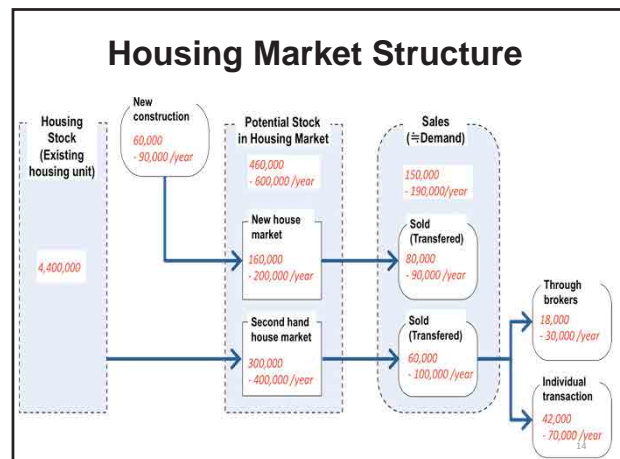 Housing Market Structure
Housing
Stock
(Existing
housing unit)
4,400,000
New
construction
60,000
- 90,000 /year
Potential Stock
in Housing Market
460,000
- 600,000 /year
New house
market
160,000
- 200,000 /year
Second hand
house market
300,000
- 400,000 /year
Sales
(≒Demand)
150,000
- 190,000/year
Sold
(Transfered)
80,000
- 90,000 /year
Sold
(Transfered)
60,000
- 100,000 /year
Through
brokers
18,000
- 30,000 /year
Individual
transaction
42,000
- 70,000 /year
14